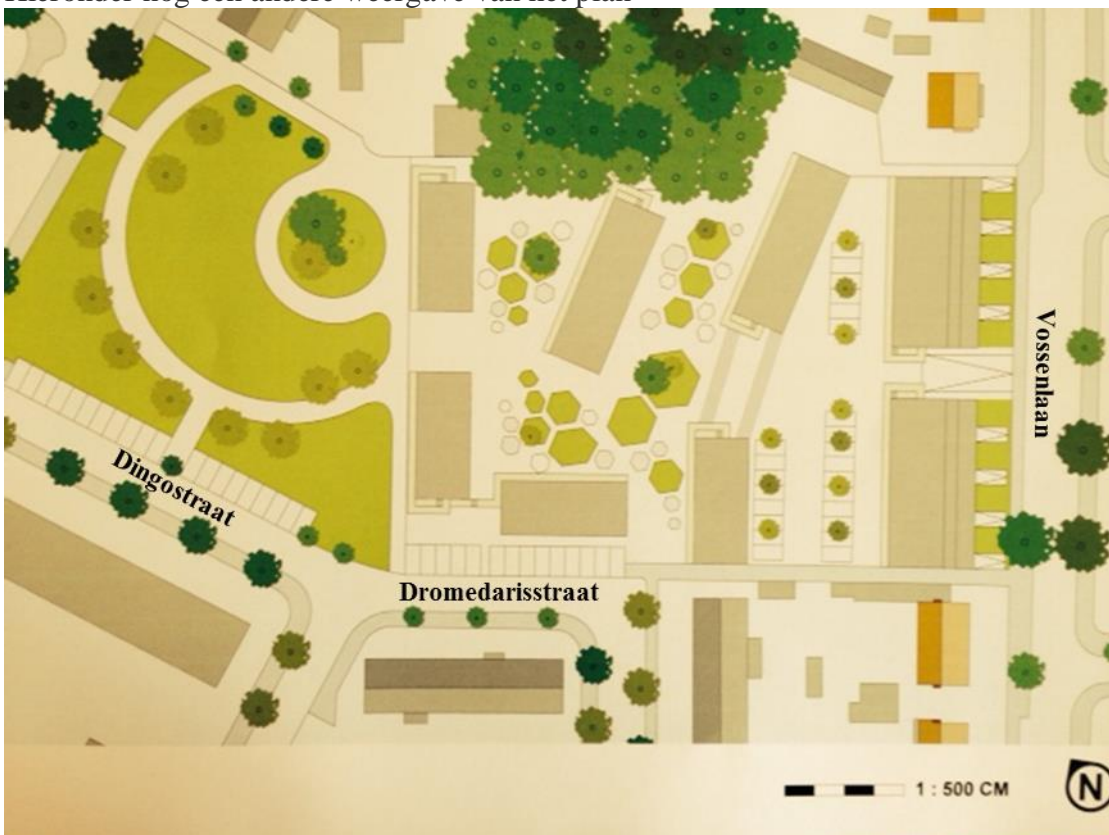 Hieronder nog een andere weergave van het plan
Vossenlaan
Dingostraat
Dromedarisstraat
1 : 500 CM
N